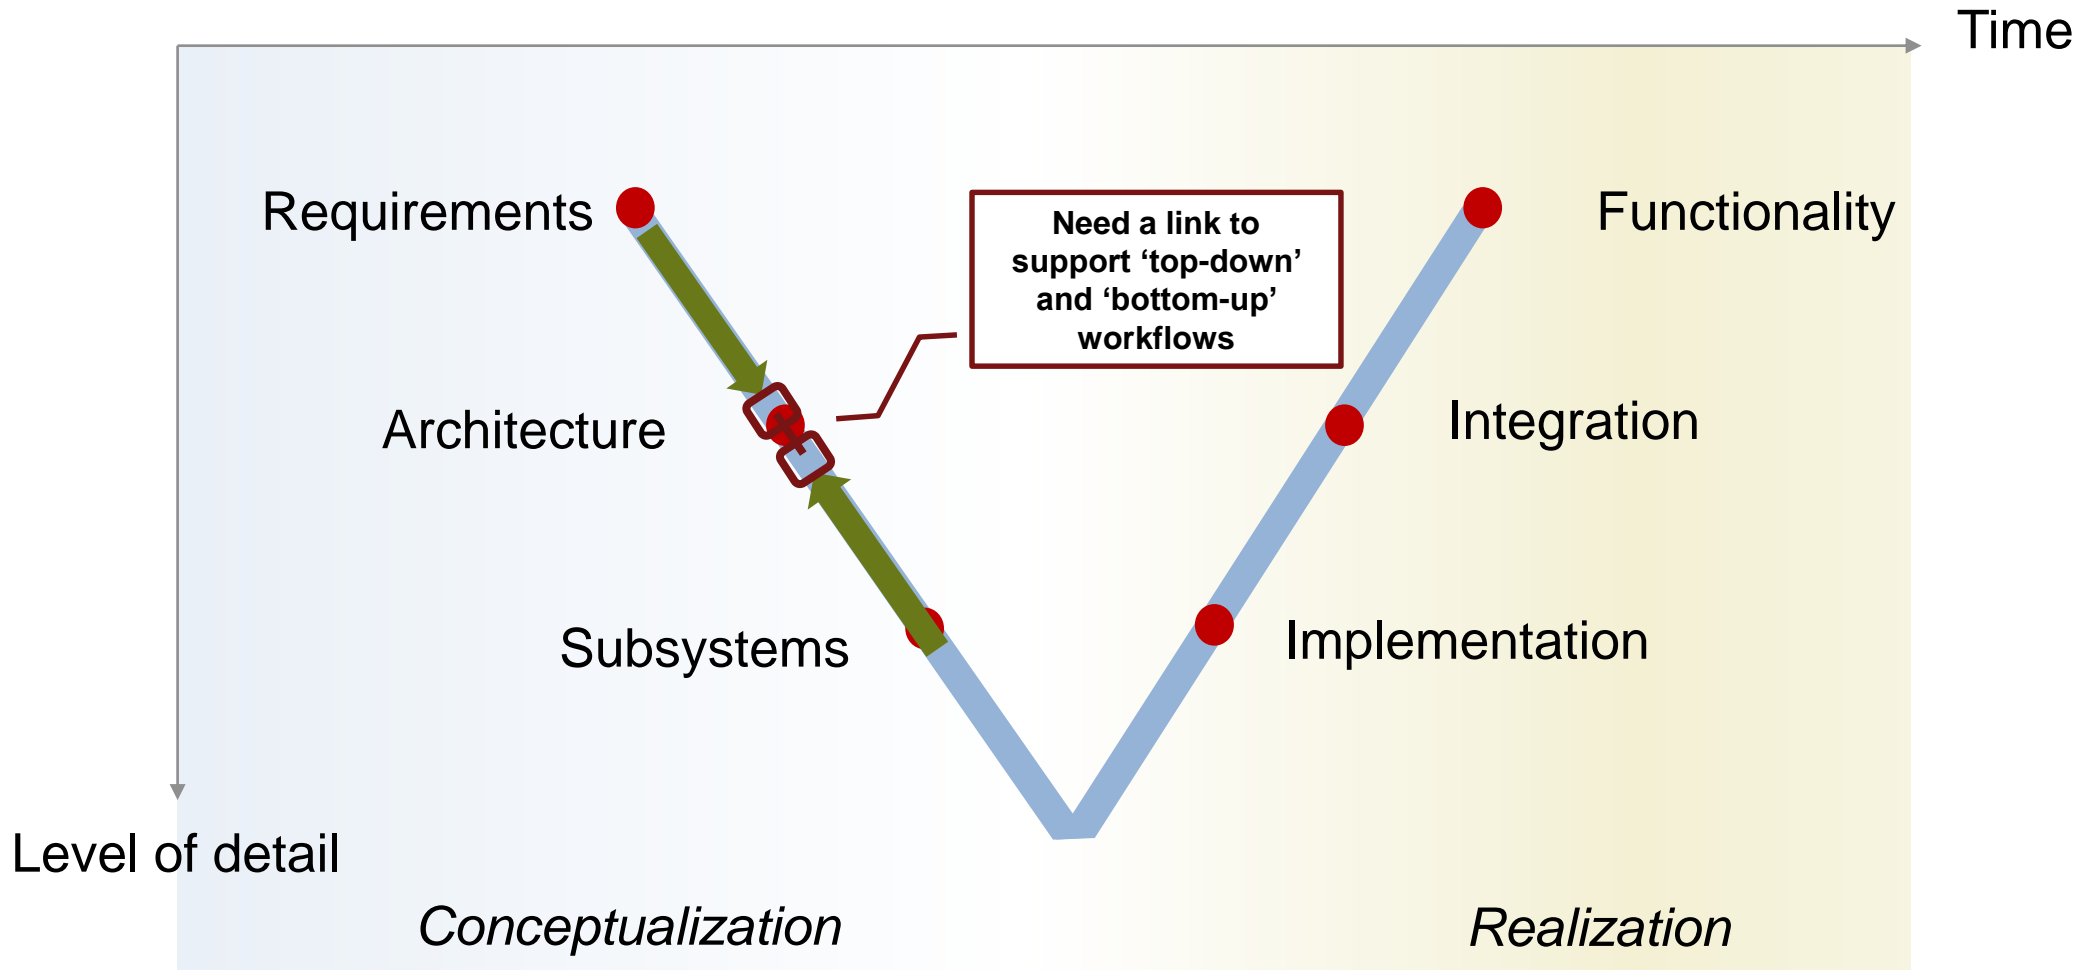 Time
Requirements
Need a link to
support ‘top-down’
and ‘bottom-up’
workflows
Functionality
Architecture
Integration
Subsystems
Implementation
Level of detail
Conceptualization
Realization